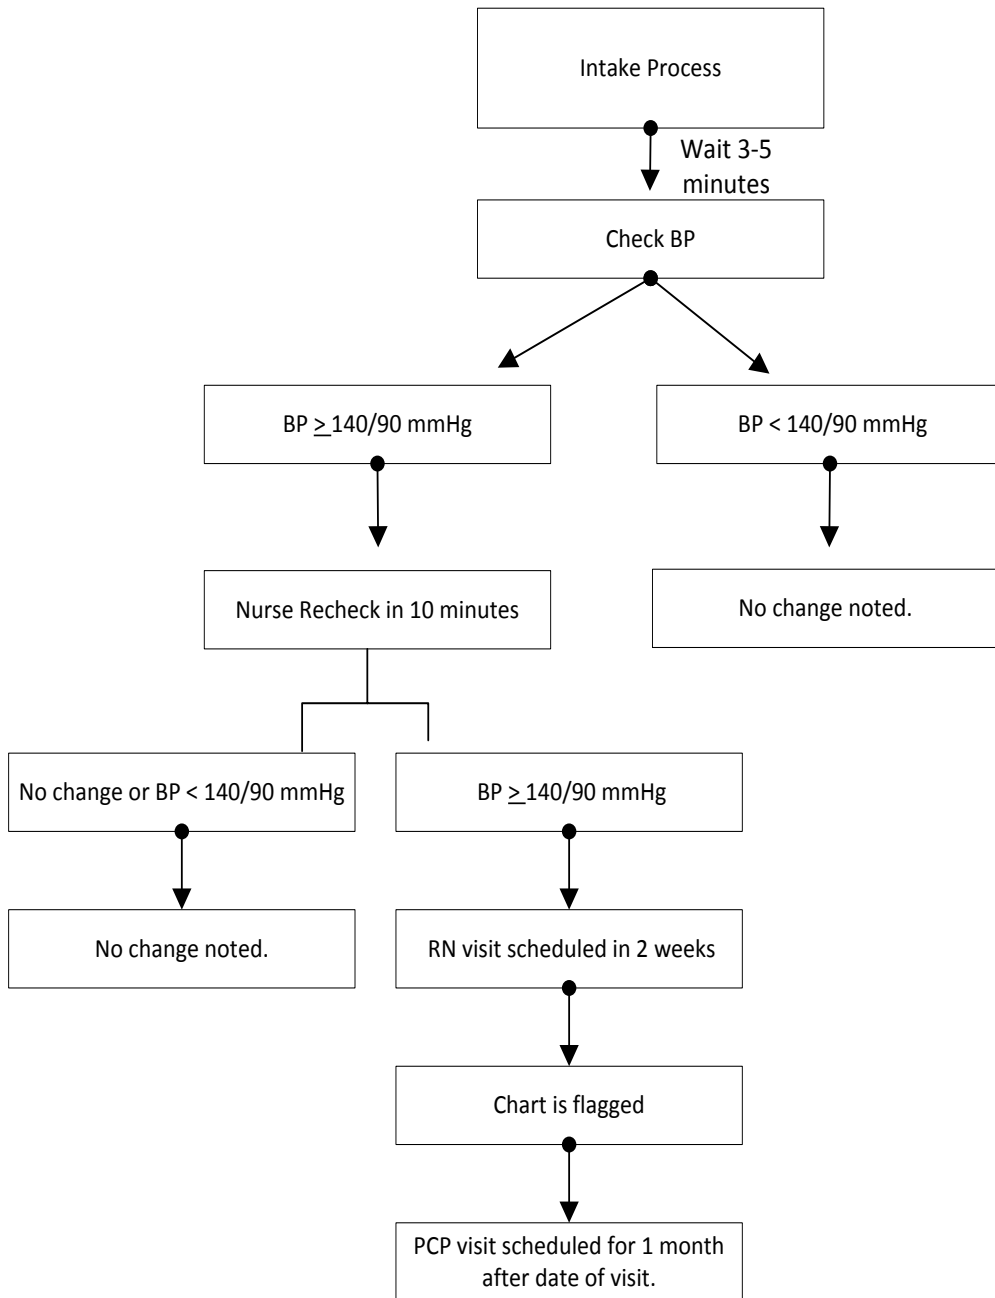 Intake Process
Wait 3-5
minutes
Check BP
BP ≥ 140/90 mmHg
BP < 140/90 mmHg
Nurse Recheck in 10 minutes
No change noted.
No change or BP < 140/90 mmHg
BP ≥ 140/90 mmHg
No change noted.
RN visit scheduled in 2 weeks
Chart is flagged
PCP visit scheduled for 1 month
after date of visit.